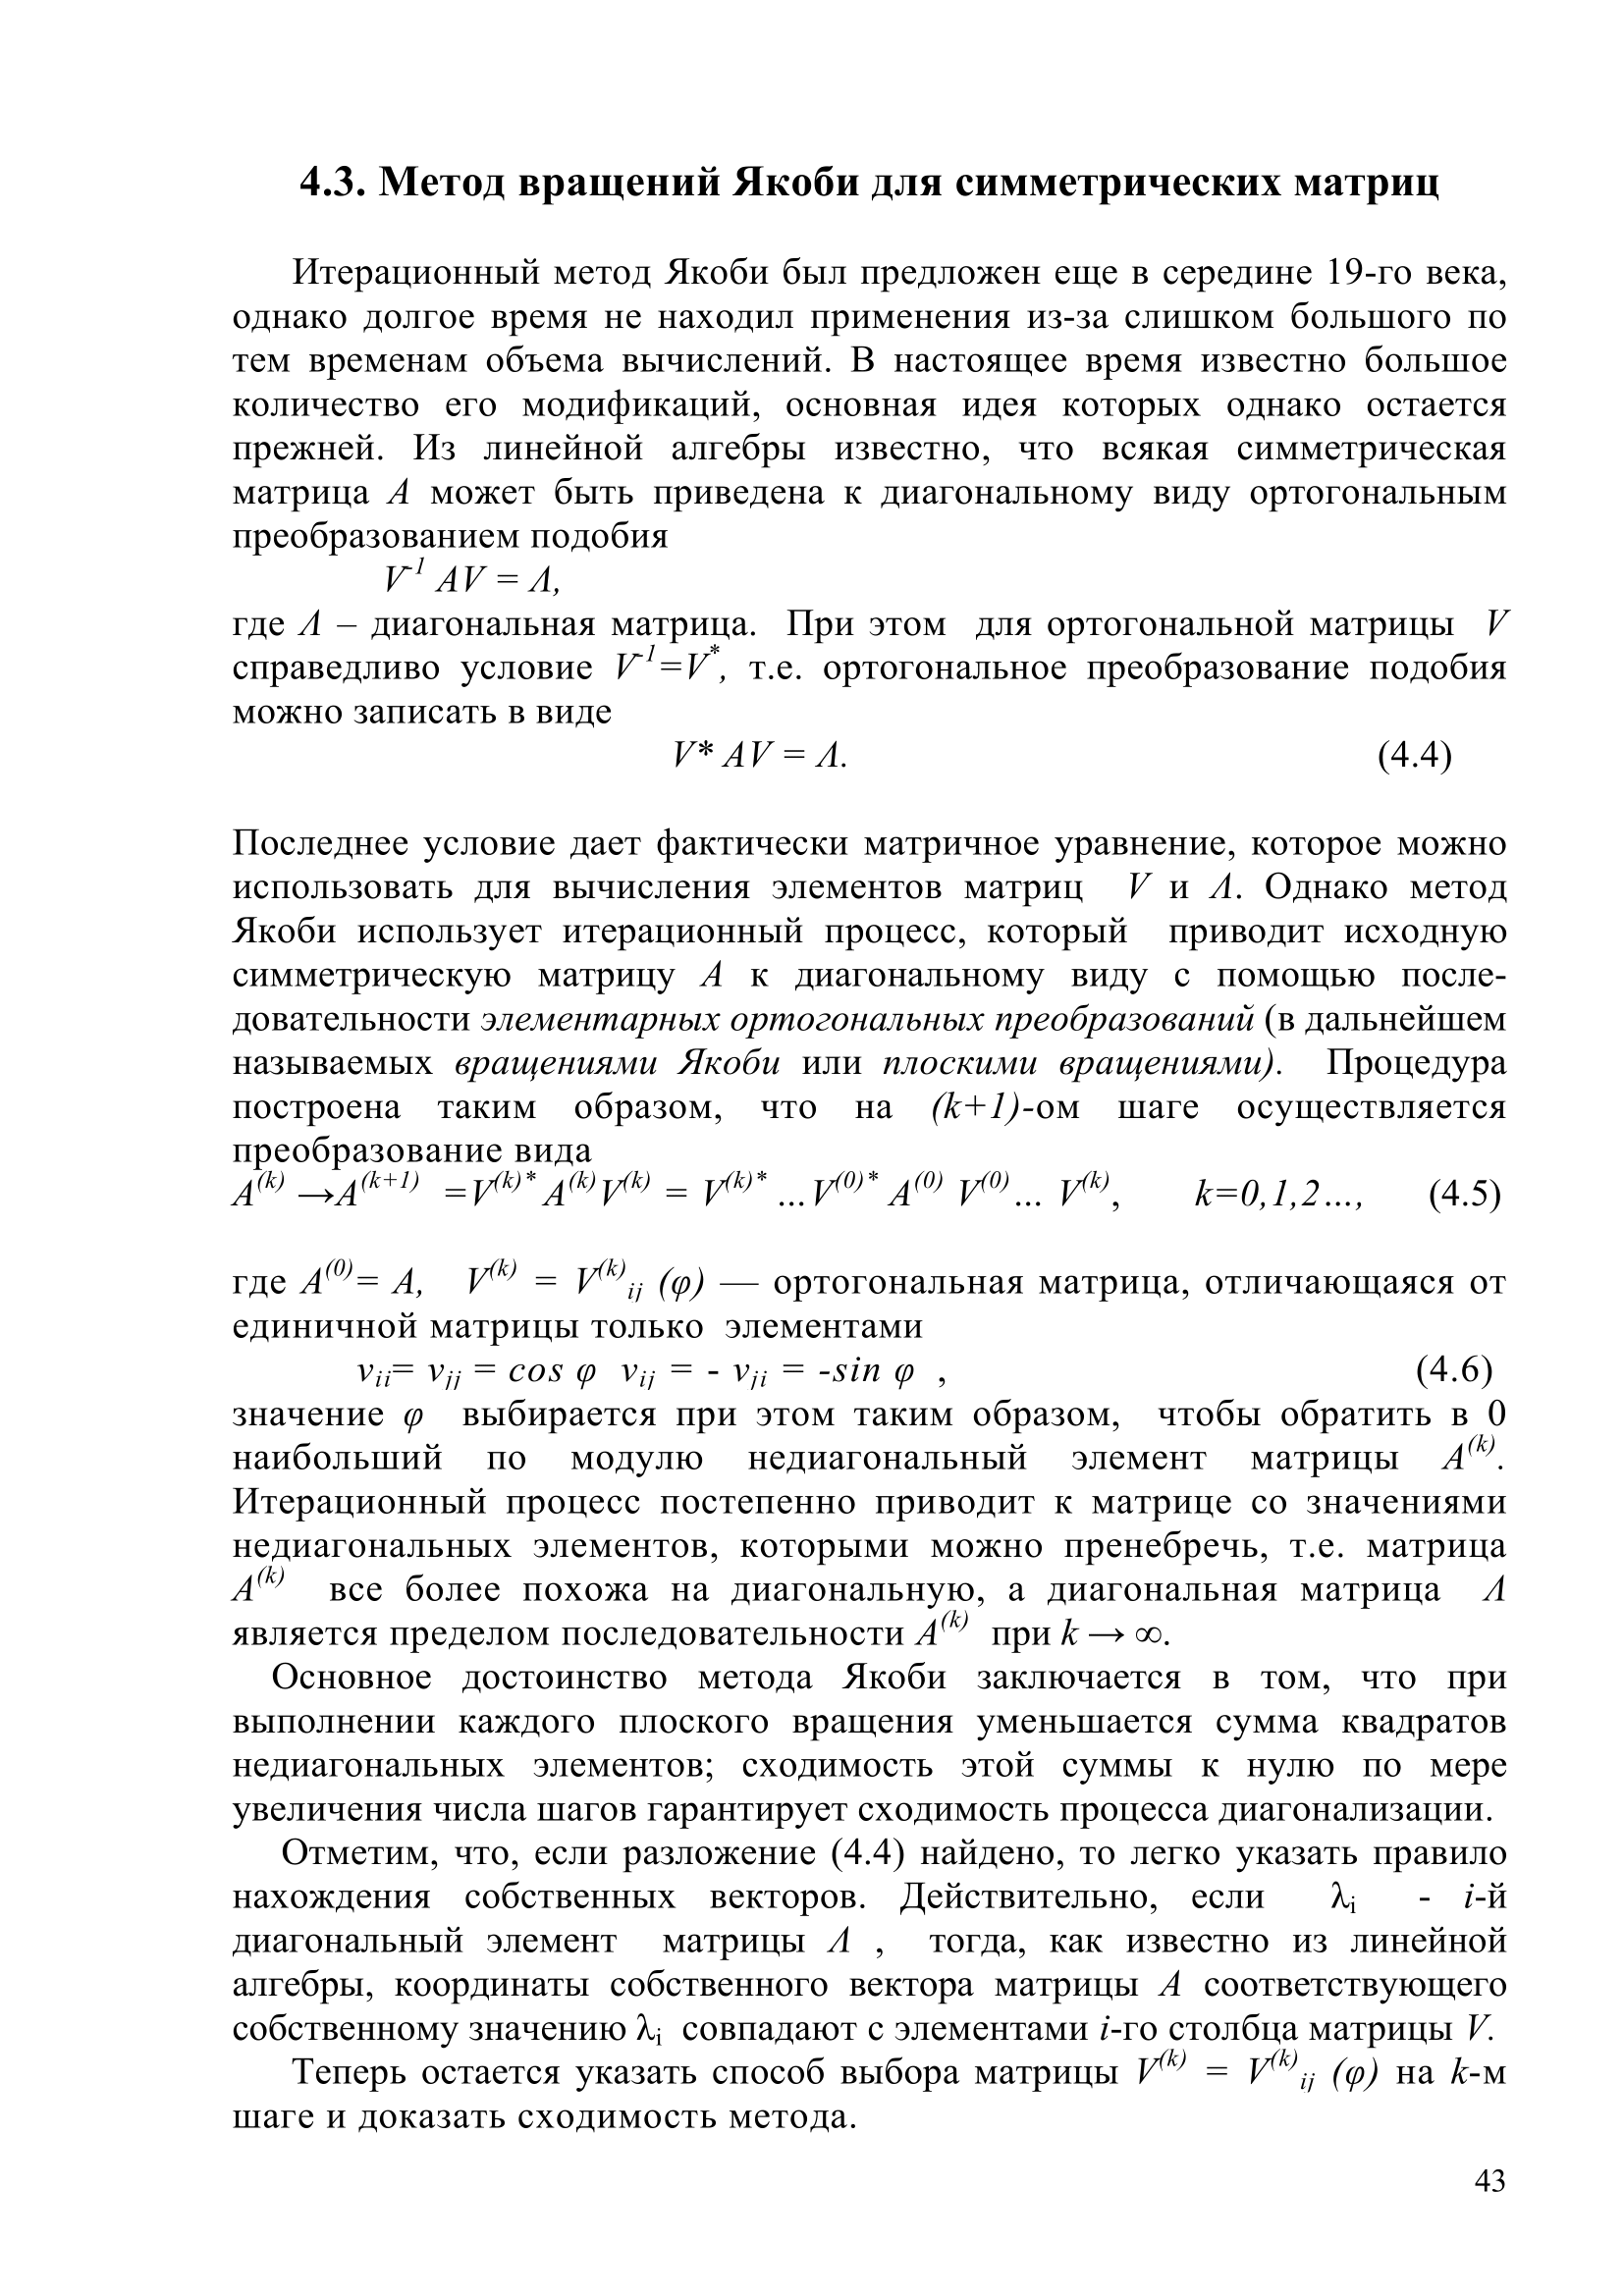 4.3. Метод вращений Якоби для симметрических матриц
Итерационный метод Якоби был предложен еще в середине 19-го века,
однако долгое время не находил применения из-за слишком большого по
тем временам объема вычислений. В настоящее время известно большое
количество его модификаций, основная идея которых однако остается
прежней. Из линейной алгебры известно, что всякая симметрическая
матрица A может быть приведена к диагональному виду ортогональным
преобразованием подобия
V^{-1} AV = Λ,
где Λ – диагональная матрица. При этом для ортогональной матрицы V
справедливо условие V^{-1}=V^{*}, т.е. ортогональное преобразование подобия
можно записать в виде
V* AV = Λ. (4.4)
Последнее условие дает фактически матричное уравнение, которое можно
использовать для вычисления элементов матриц V и Λ. Однако метод
Якоби использует итерационный процесс, который приводит исходную
симметрическую матрицу A к диагональному виду с помощью после-
довательности элементарных ортогональных преобразований (в дальнейшем
называемых вращениями Якоби или плоскими вращениями). Процедура
построена таким образом, что на (k+1)-ом шаге осуществляется
преобразование вида
A^{(k)} →A^{(k+1)} =V^{(k)*} A^{(k)}V^{(k)} = V^{(k)*} ...V^{(0)*} A^{(0)} V^{(0)}... V^{(k)}, k=0,1,2..., (4.5)
где A^{(0)}= A, V^{(k)} = V^{(k)}_{ij} (φ) — ортогональная матрица, отличающаяся от
единичной матрицы только элементами
v_{ii}= v_{jj} = cos φ v_{ij} = - v_{ji} = -sin φ , (4.6)
значение φ выбирается при этом таким образом, чтобы обратить в 0
наибольший по модулю недиагональный элемент матрицы A^{(k)}.
Итерационный процесс постепенно приводит к матрице со значениями
недиагональных элементов, которыми можно пренебречь, т.е. матрица
A^{(k)} все более похожа на диагональную, а диагональная матрица Λ
является пределом последовательности A^{(k)} при k → ∞.
Основное достоинство метода Якоби заключается в том, что при
выполнении каждого плоского вращения уменьшается сумма квадратов
недиагональных элементов; сходимость этой суммы к нулю по мере
увеличения числа шагов гарантирует сходимость процесса диагонализации.
Отметим, что, если разложение (4.4) найдено, то легко указать правило
нахождения собственных векторов. Действительно, если λ_{i} - i-й
диагональный элемент матрицы Λ , тогда, как известно из линейной
алгебры, координаты собственного вектора матрицы A соответствующего
собственному значению λ_{i} совпадают с элементами i-го столбца матрицы V.
Теперь остается указать способ выбора матрицы V^{(k)} = V^{(k)}_{ij} (φ) на k-м
шаге и доказать сходимость метода.
43